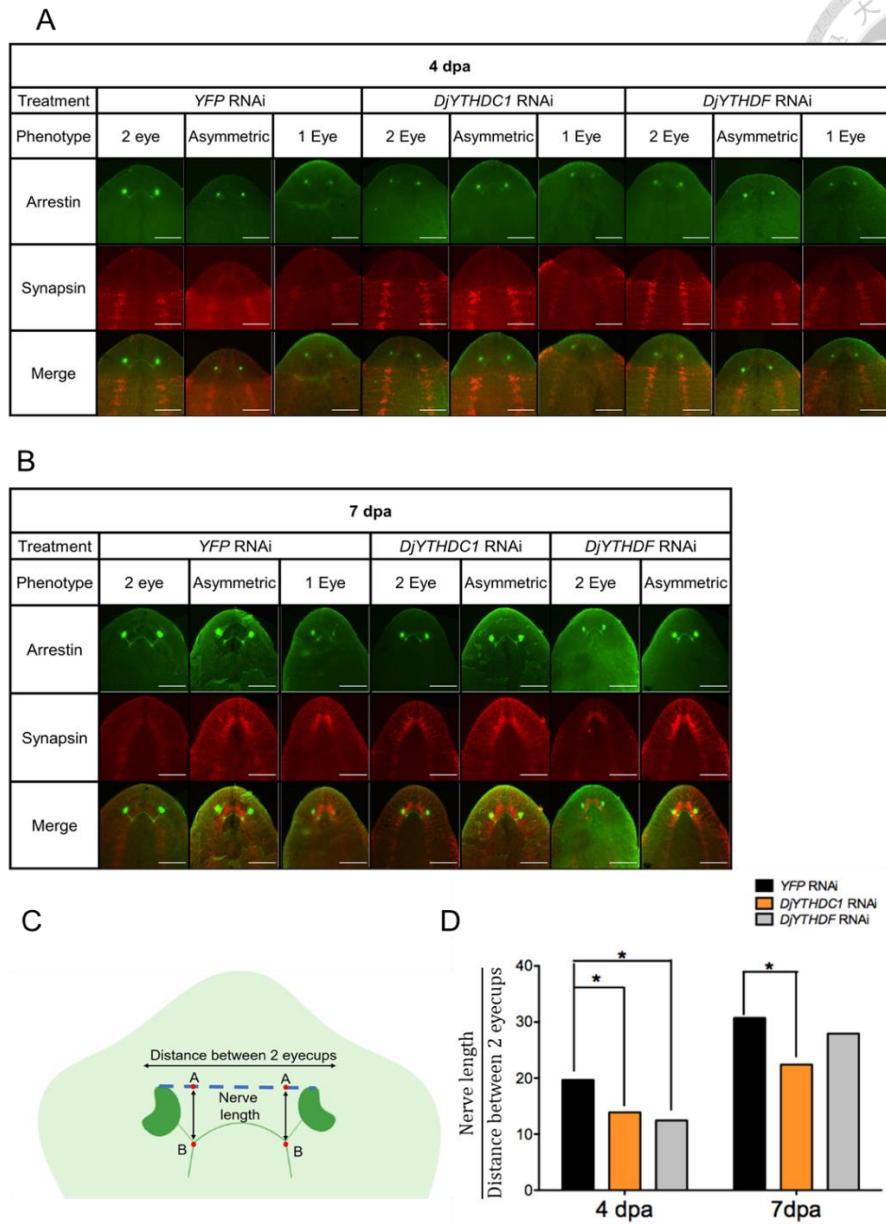 大
A
4 dpa
Treatment YFP RNAi DjYTHDC1 RNAi DjYTHDF RNAi
Phenotype 2 eye Asymmetric 1 Eye 2 Eye Asymmetric 1 Eye 2 Eye Asymmetric 1 Eye
Arrestin
Synapsin
Merge
B
7 dpa
Treatment YFP RNAi DjYTHDC1 RNAi DjYTHDF RNAi
Phenotype 2 eye Asymmetric 1 Eye 2 Eye Asymmetric 2 Eye Asymmetric
Arrestin
Synapsin
Merge
C
Distance between 2 eyecups
A A
Nerve
length
B B
D
YFP RNAi
DjYTHDC1 RNAi
DjYTHDF RNAi
Nerve length
Distance between 2 eyecups
40
30
20
10
0
* * *
4 dpa 7dpa